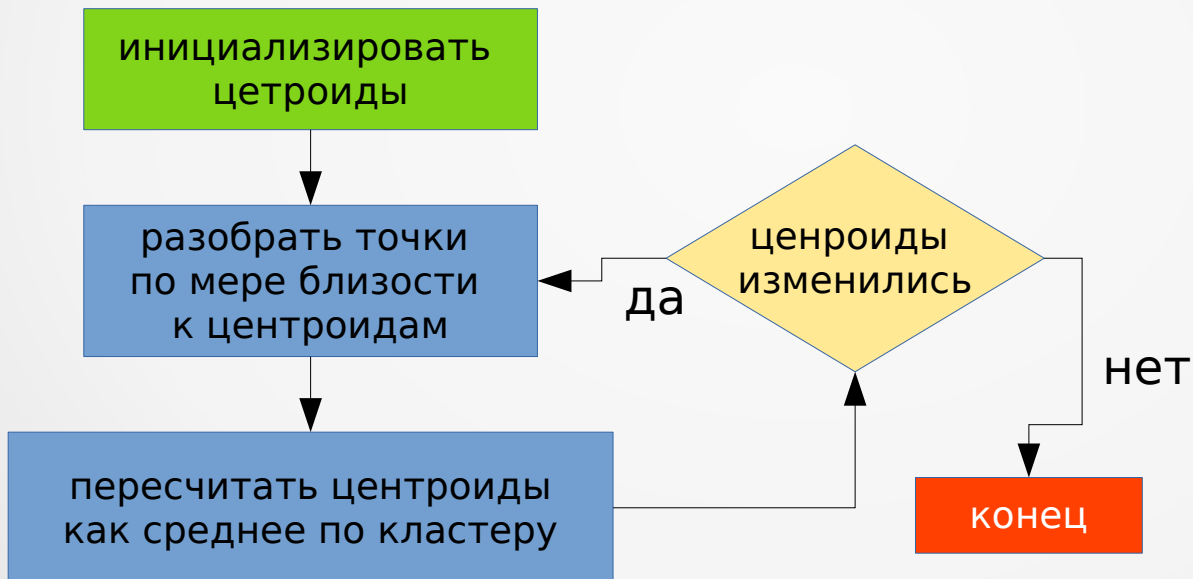 инициализировать
цетроиды
разобрать точки
по мере близости
к центроидам
ценроиды
изменились
да
нет
пересчитать центроиды
как среднее по кластеру
конец